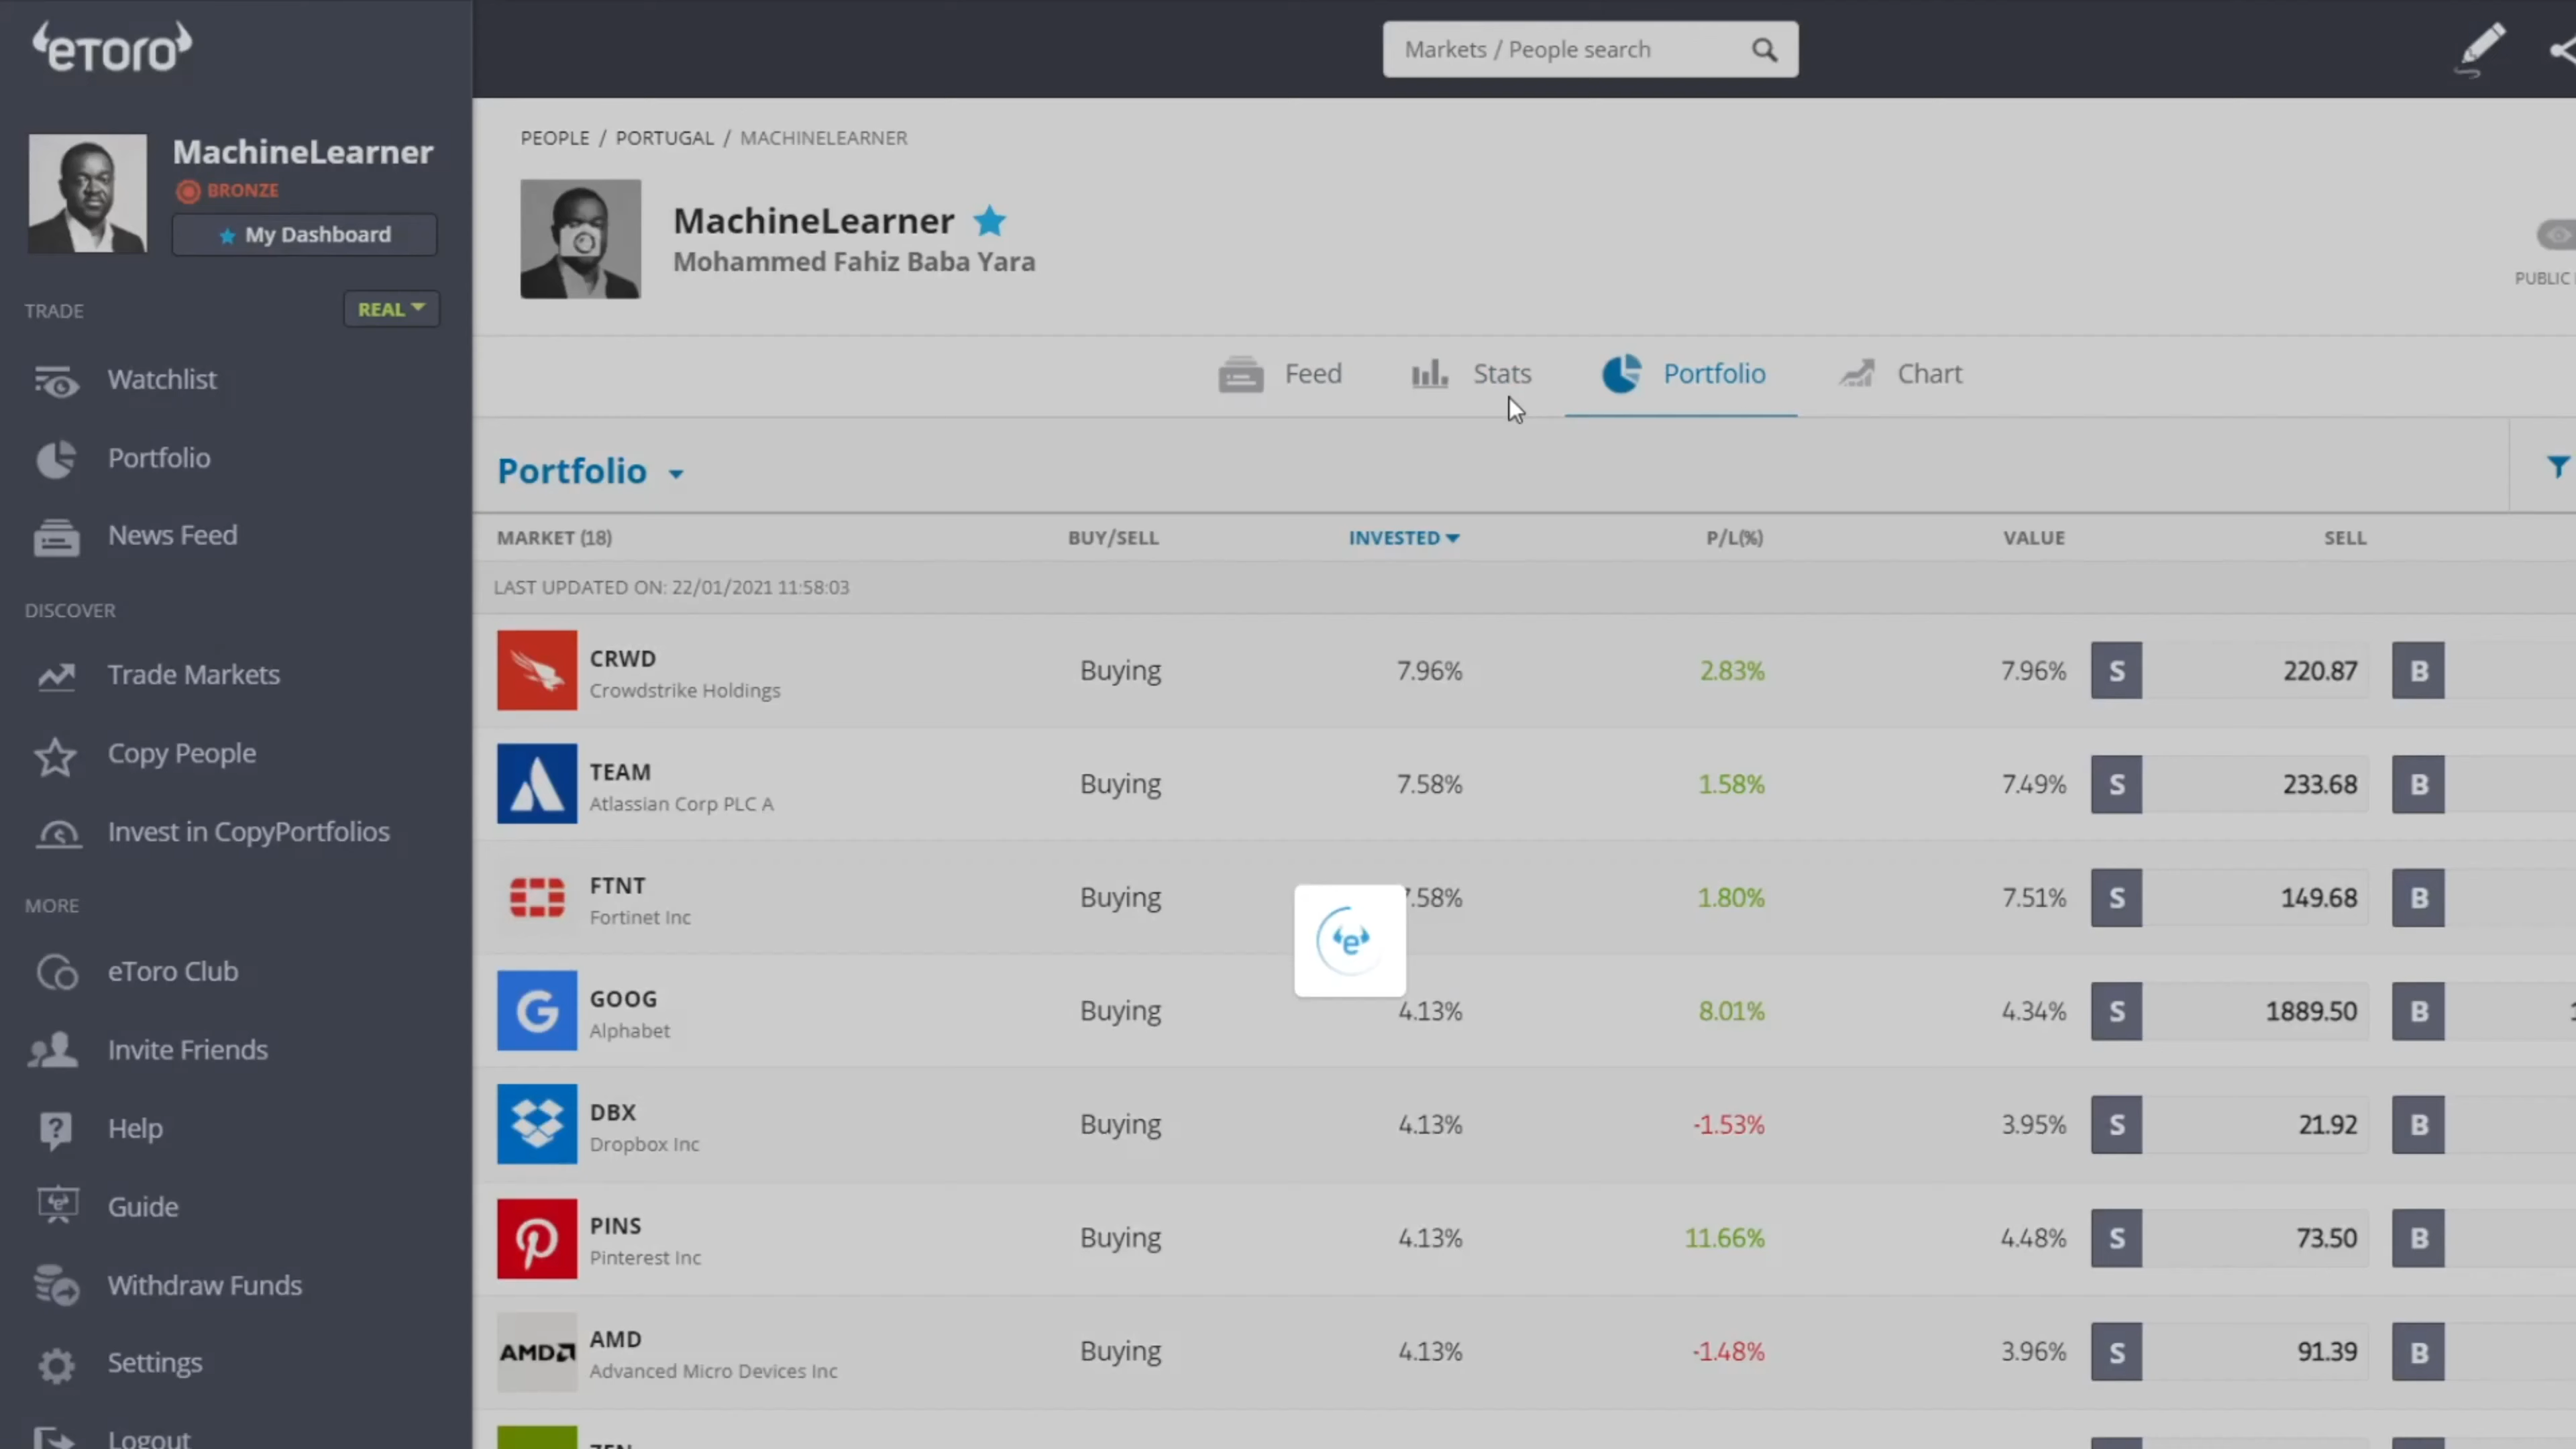 eToro
Markets / People search
MachineLearner
BRONZE
My Dashboard
TRADE
REAL
Watchlist
Portfolio
News Feed
DISCOVER
Trade Markets
Copy People
Invest in CopyPortfolios
MORE
eToro Club
Invite Friends
Help
Guide
Withdraw Funds
Settings
Logout
PEOPLE / PORTUGAL / MACHINELEARNER
MachineLearner
Mohammed Fahiz Baba Yara
PUBLIC
Feed Stats Portfolio Chart
Portfolio
MARKET (18) BUY/SELL INVESTED P/L(%) VALUE SELL
LAST UPDATED ON: 22/01/2021 11:58:03
CRWD
Crowdstrike Holdings
Buying 7.96% 2.83% 7.96% S 220.87 B
TEAM
Atlassian Corp PLC A
Buying 7.58% 1.58% 7.49% S 233.68 B
FTNT
Fortinet Inc
Buying .58% 1.80% 7.51% S 149.68 B
e
G
GOOG
Alphabet
Buying 4.13% 8.01% 4.34% S 1889.50 B
DBX
Dropbox Inc
Buying 4.13% -1.53% 3.95% S 21.92 B
PINS
Pinterest Inc
Buying 4.13% 11.66% 4.48% S 73.50 B
AMD
AMD
Advanced Micro Devices Inc
Buying 4.13% -1.48% 3.96% S 91.39 B